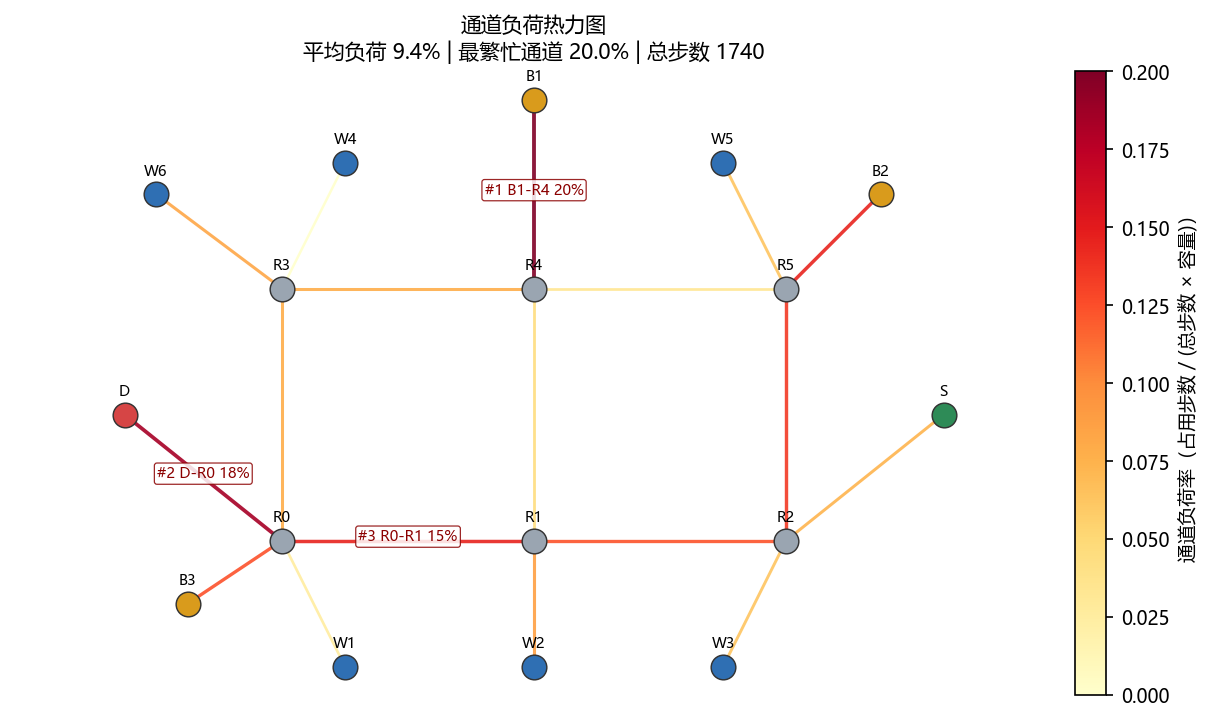 通道负荷热力图
平均负荷 9.4% | 最繁忙通道 20.0% | 总步数 1740
B1
W4
W5
W6
B2
#1 B1-R4 20%
R3
R4
R5
D
S
#2 D-R0 18%
R0
R1
R2
#3 R0-R1 15%
B3
W1
W2
W3
0.200
0.175
0.150
0.125
0.100
0.075
0.050
0.025
0.000
通道负荷率（占用步数 / (总步数 × 容量)）